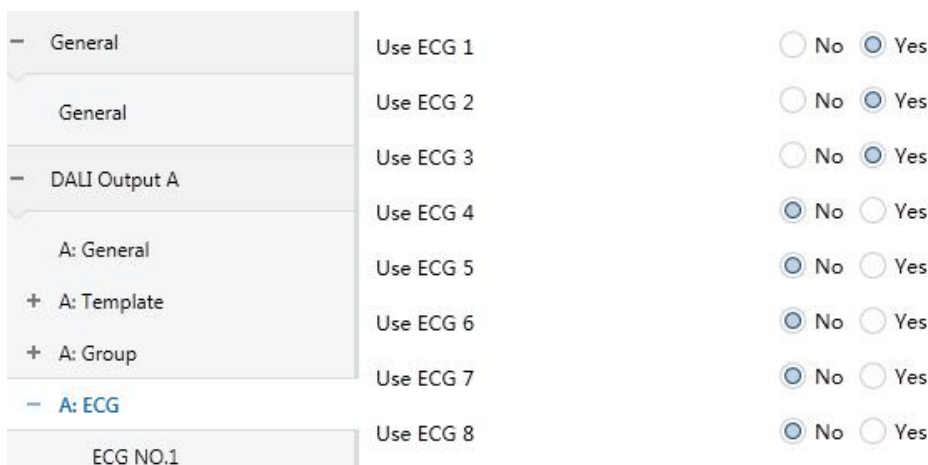 General
General
DALI Output A
A: General
+ A: Template
+ A: Group
A: ECG
ECG NO.1
Use ECG 1 No Yes
Use ECG 2 No Yes
Use ECG 3 No Yes
Use ECG 4 No Yes
Use ECG 5 No Yes
Use ECG 6 No Yes
Use ECG 7 No Yes
Use ECG 8 No Yes